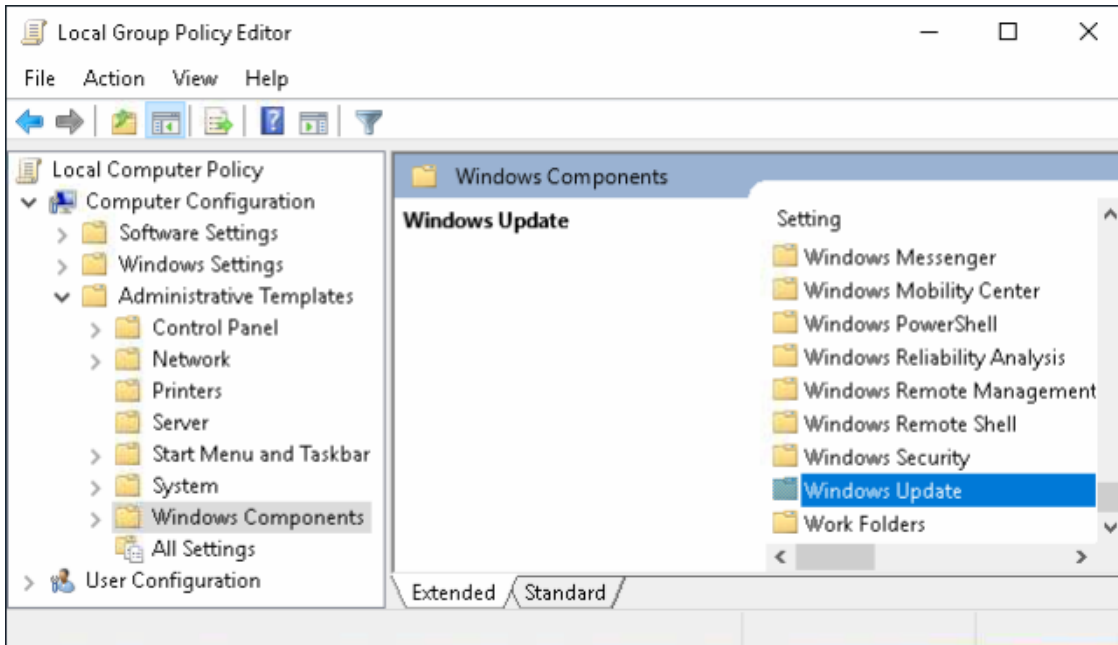 Local Group Policy Editor
File Action View Help
Local Computer Policy
Computer Configuration
Software Settings
Windows Settings
Administrative Templates
Control Panel
Network
Printers
Server
Start Menu and Taskbar
System
Windows Components
All Settings
User Configuration
Windows Components
Windows Update
Setting
Windows Messenger
Windows Mobility Center
Windows PowerShell
Windows Reliability Analysis
Windows Remote Management
Windows Remote Shell
Windows Security
Windows Update
Work Folders
Extended Standard